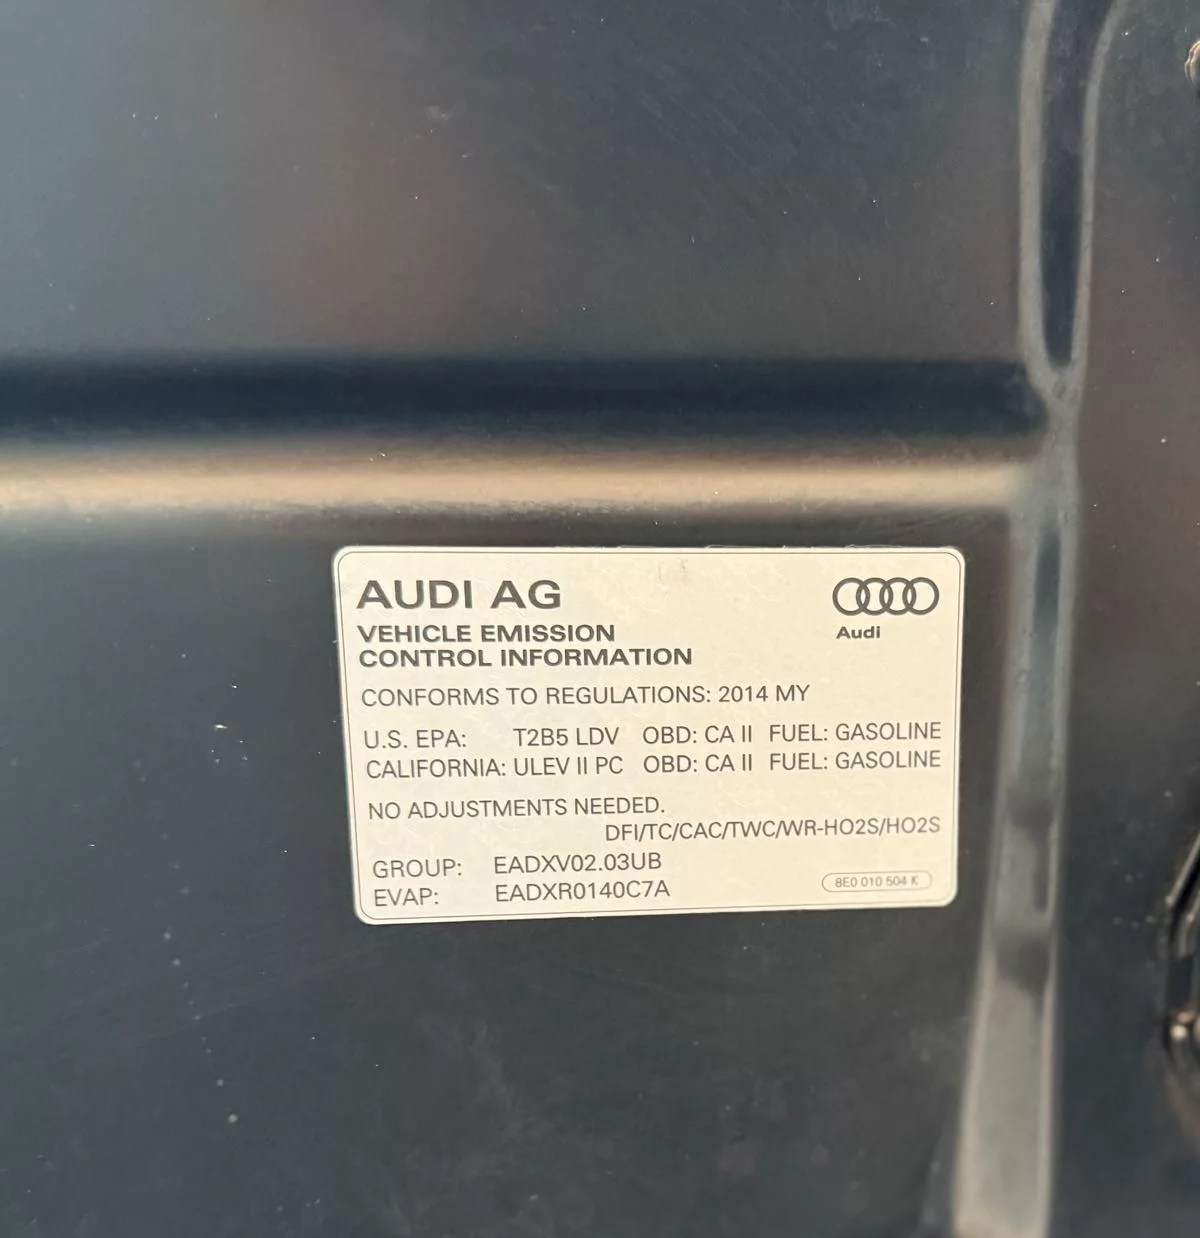 AUDI AG
Audi
VEHICLE EMISSION
CONTROL INFORMATION
CONFORMS TO REGULATIONS: 2014 MY
U.S. EPA: T2B5 LDV OBD: CA II FUEL: GASOLINE
CALIFORNIA: ULEV II PC OBD: CA II FUEL: GASOLINE
NO ADJUSTMENTS NEEDED.
DFI/TC/CAC/TWC/WR-HO2S/HO2S
GROUP: EADXV02.03UB
EVAP: EADXR0140C7A
8E0 010 504 K